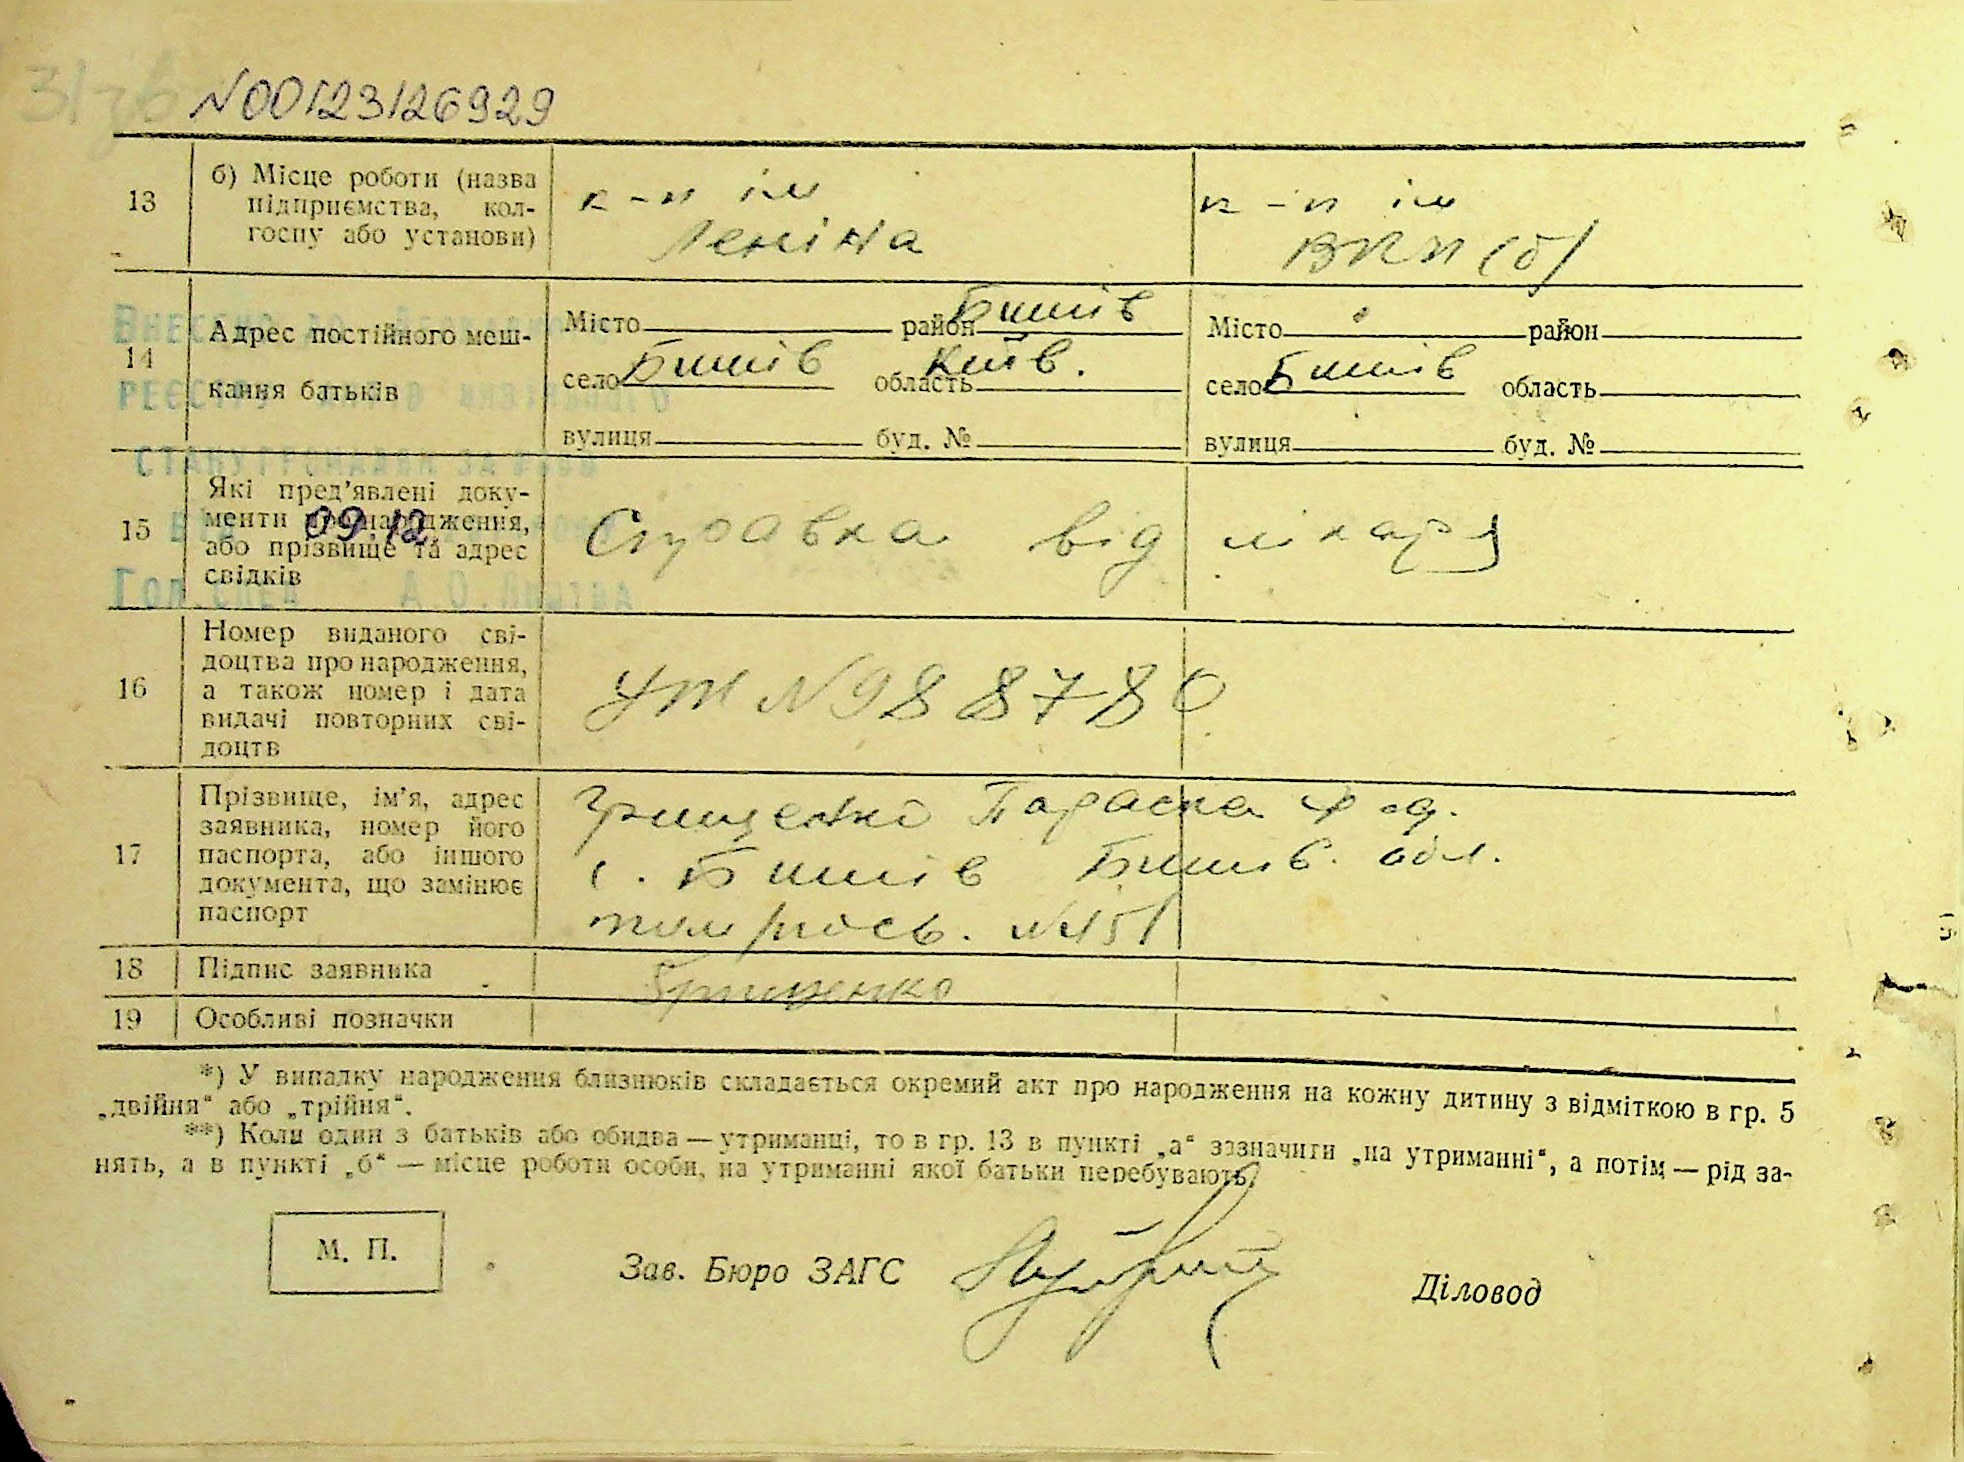 N00123126929
13
б) Місце роботи (назва
підприємства, кол-
госпу або установи)
к-п ім
Леніна
к-п ім
ВКП(б)
14
Адрес постійного меш-
кання батьків
Місто район Бишів
село Бишів область Київ.
вулиця буд. №
Місто район
село Бишів область
вулиця буд. №
15
Які пред’явлені доку-
менти про народження,
або прізвище та адрес
свідків
09.12.
Справка від лікаря
16
Номер виданого сві-
доцтва про народження,
а також номер і дата
видачі повторних сві-
доцтв
УТ N988780
17
Прізвище, ім’я, адрес
заявника, номер його
паспорта, або іншого
документа, що замінює
паспорт
Грищенко Параска Фед.
с. Бишів Бишів. обл.
N 451
18
Підпис заявника
Грищенко
19
Особливі позначки
*) У випадку народження близнюків складається окремий акт про народження на кожну дитину з відміткою в гр. 5
„двійня“ або „трійня“.
**) Коли один з батьків або обидва — утриманці, то в гр. 13 в пункті „а“ зазначити „на утриманні“, а потім — рід за-
нять, а в пункті „б“ — місце роботи особи, на утриманні якої батьки перебувають.
М. П.
Зав. Бюро ЗАГС
Діловод